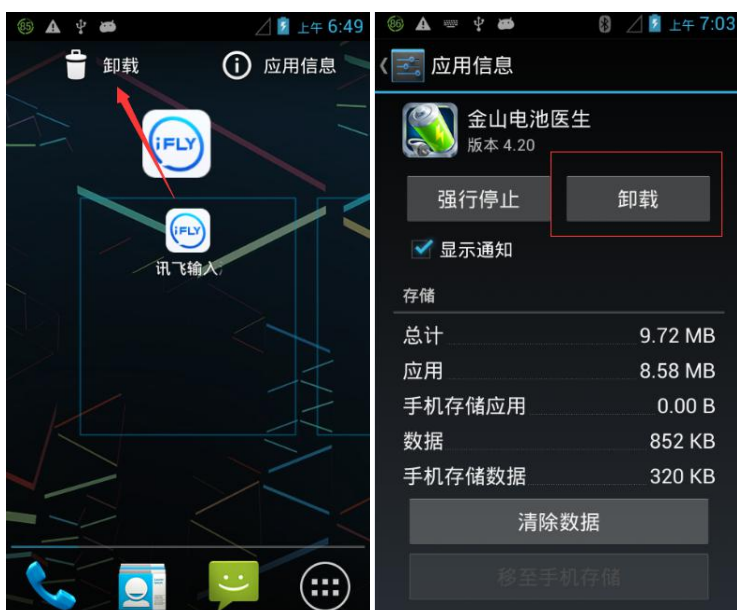 85
上午 6:49
卸载
应用信息
iFLY
iFLY
讯飞输入
86
上午 7:03
应用信息
金山电池医生
版本 4.20
强行停止
卸载
显示通知
存储
总计 9.72 MB
应用 8.58 MB
手机存储应用 0.00 B
数据 852 KB
手机存储数据 320 KB
清除数据
移至手机存储